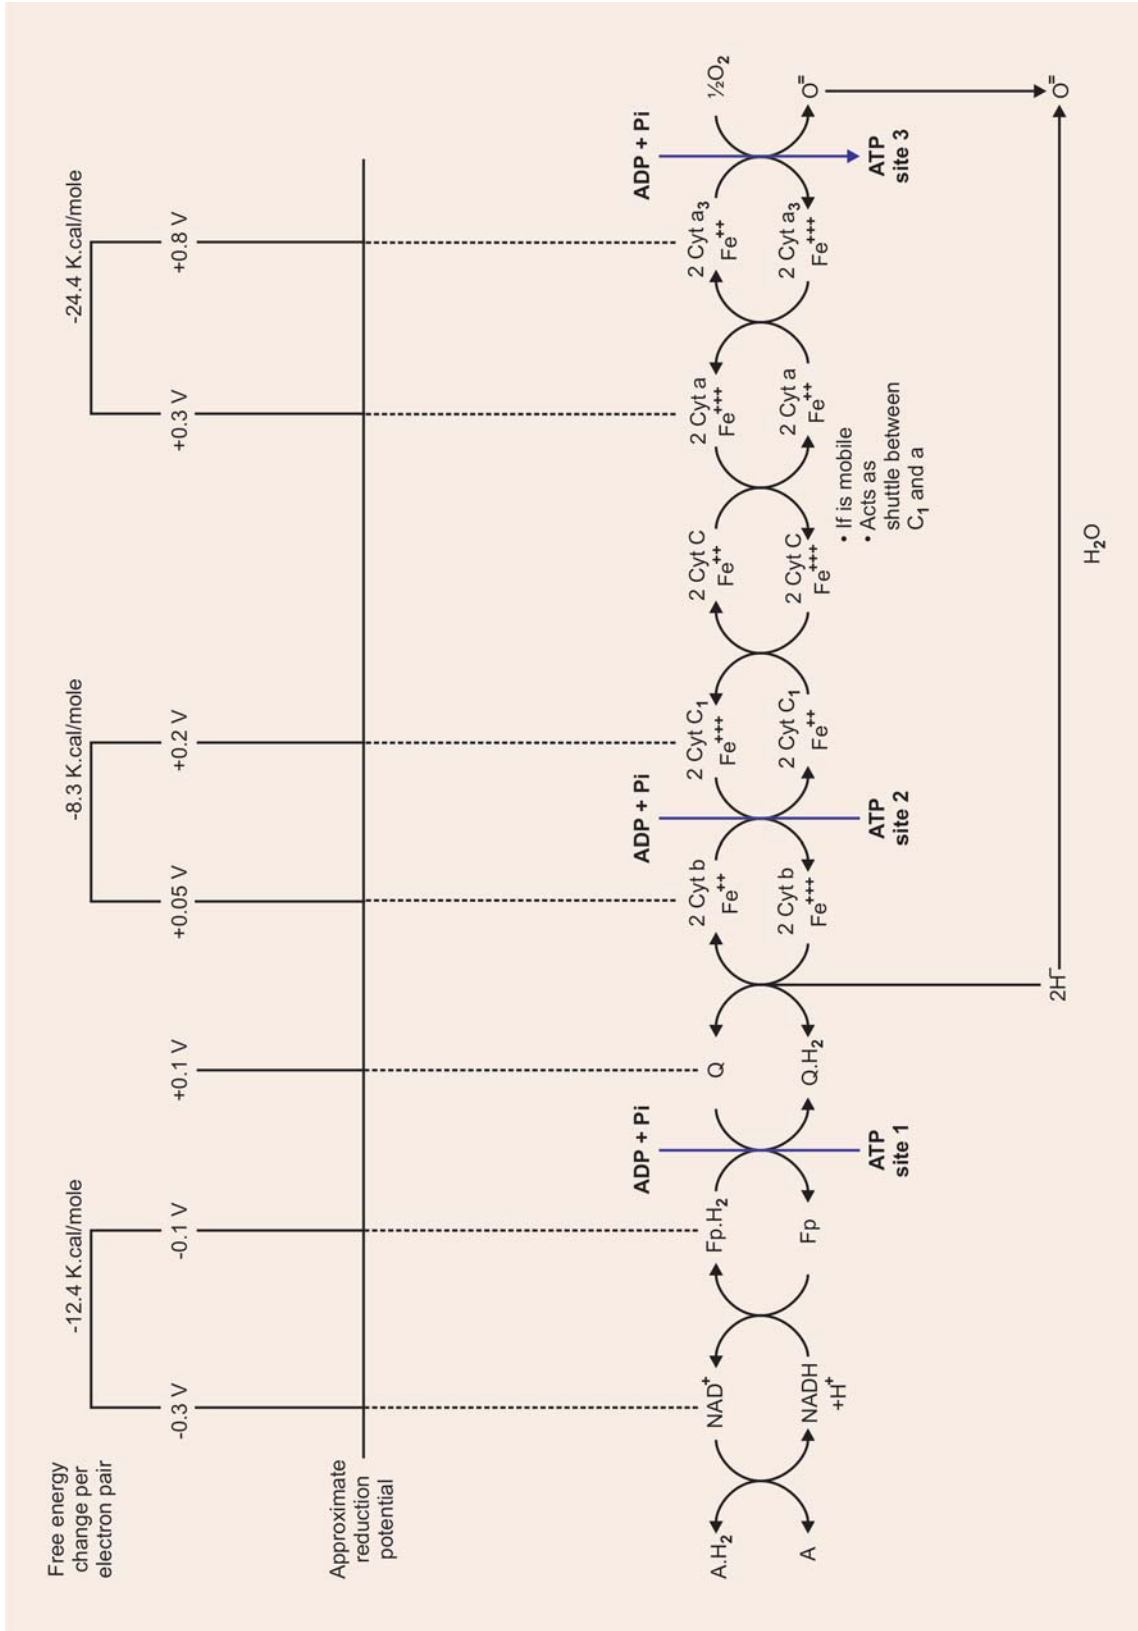 Free energy
change per
electron pair
-12.4 K.cal/mole
-8.3 K.cal/mole
-24.4 K.cal/mole
-0.3 V
-0.1 V
+0.1 V
+0.05 V
+0.2 V
+0.3 V
+0.8 V
Approximate
reduction
potential
ADP + Pi
ADP + Pi
ADP + Pi
A.H₂
NAD⁺
Fp.H₂
Q
2 Cyt b
Fe⁺⁺
2 Cyt C₁
Fe⁺⁺⁺
2 Cyt C
Fe⁺⁺
2 Cyt a
Fe⁺⁺⁺
2 Cyt a₃
Fe⁺⁺
½O₂
A
NADH
+H⁺
Fp
Q.H₂
2 Cyt b
Fe⁺⁺⁺
2 Cyt C₁
Fe⁺⁺
2 Cyt C
Fe⁺⁺⁺
2 Cyt a
Fe⁺⁺
2 Cyt a₃
Fe⁺⁺⁺
O⁼
ATP
site 1
ATP
site 2
• If is mobile
• Acts as
shuttle between
C₁ and a
ATP
site 3
2H⁻
O⁼
H₂O